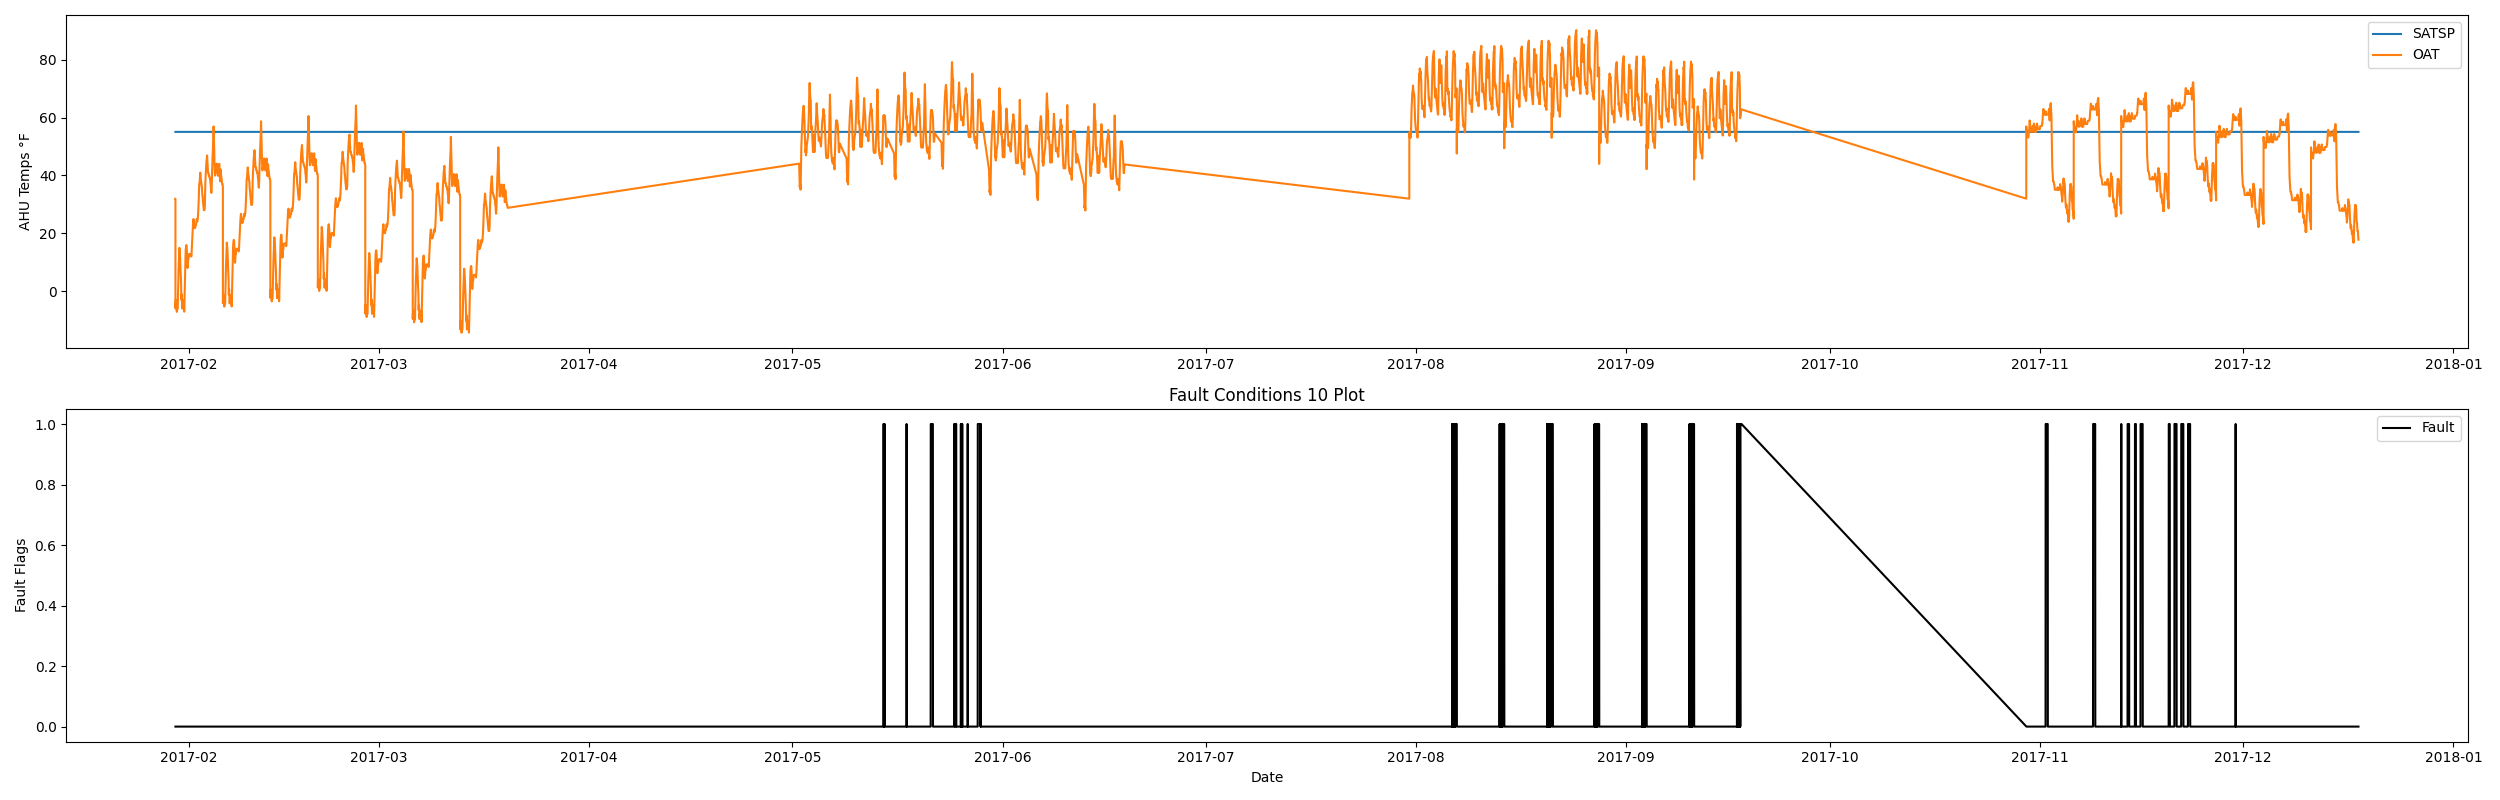 AHU Temps °F
80
60
40
20
0
SATSP
OAT
2017-02 2017-03 2017-04 2017-05 2017-06 2017-07 2017-08 2017-09 2017-10 2017-11 2017-12 2018-01
Fault Conditions 10 Plot
Fault Flags
1.0
0.8
0.6
0.4
0.2
0.0
Fault
2017-02 2017-03 2017-04 2017-05 2017-06 2017-07 2017-08 2017-09 2017-10 2017-11 2017-12 2018-01
Date